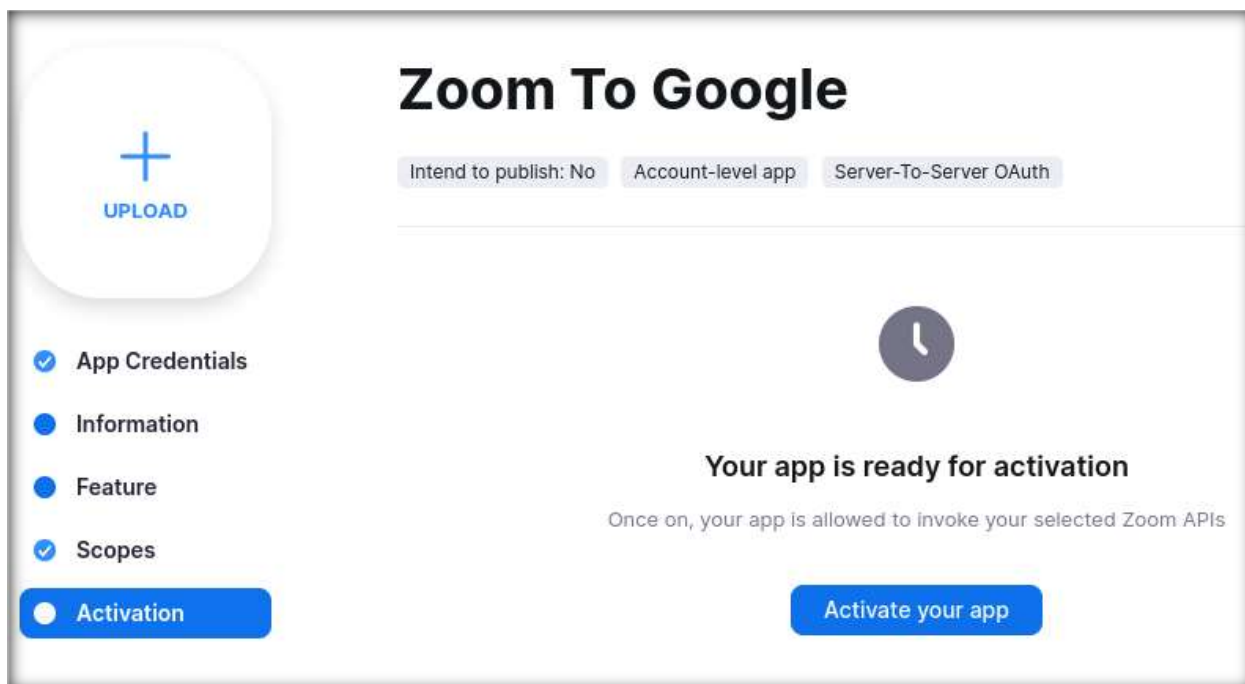 UPLOAD
Zoom To Google
Intend to publish: No Account-level app Server-To-Server OAuth
App Credentials
Information
Feature
Scopes
Activation
Your app is ready for activation
Once on, your app is allowed to invoke your selected Zoom APIs
Activate your app